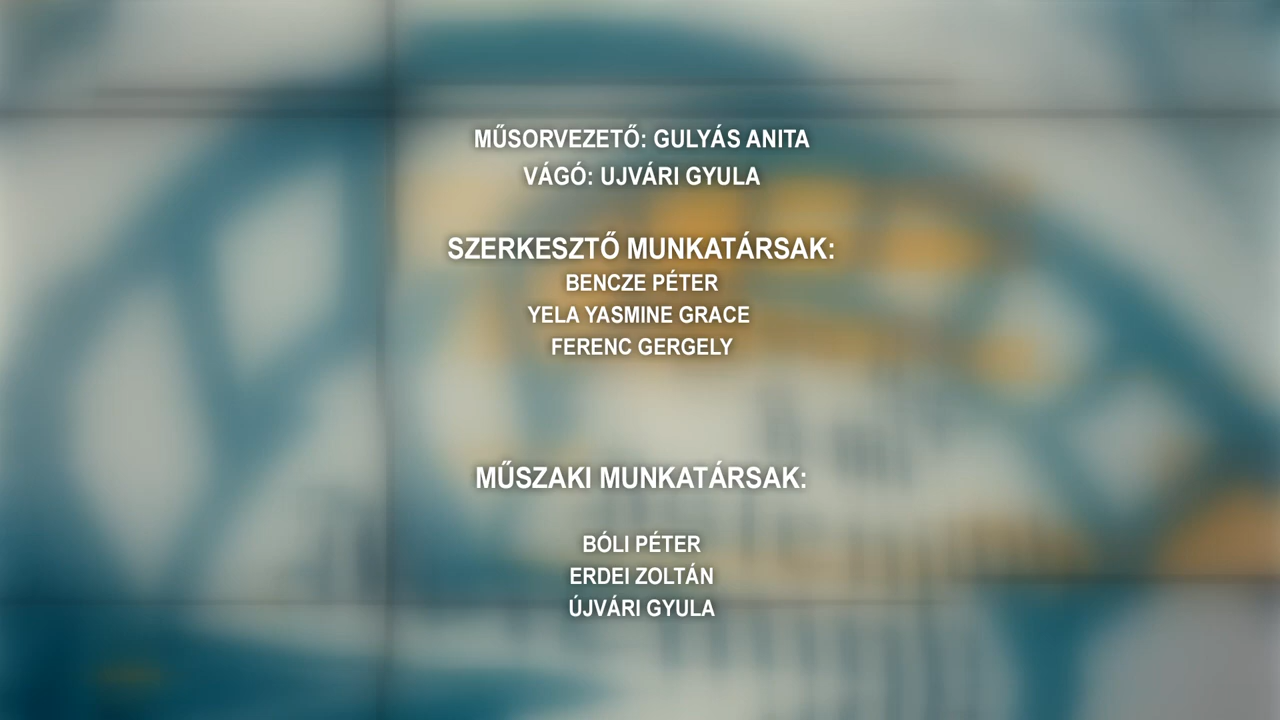 MŰSORVEZETŐ: GULYÁS ANITA
VÁGÓ: UJVÁRI GYULA
SZERKESZTŐ MUNKATÁRSAK:
BENCZE PÉTER
YELA YASMINE GRACE
FERENC GERGELY
MŰSZAKI MUNKATÁRSAK:
BÓLI PÉTER
ERDEI ZOLTÁN
ÚJVÁRI GYULA